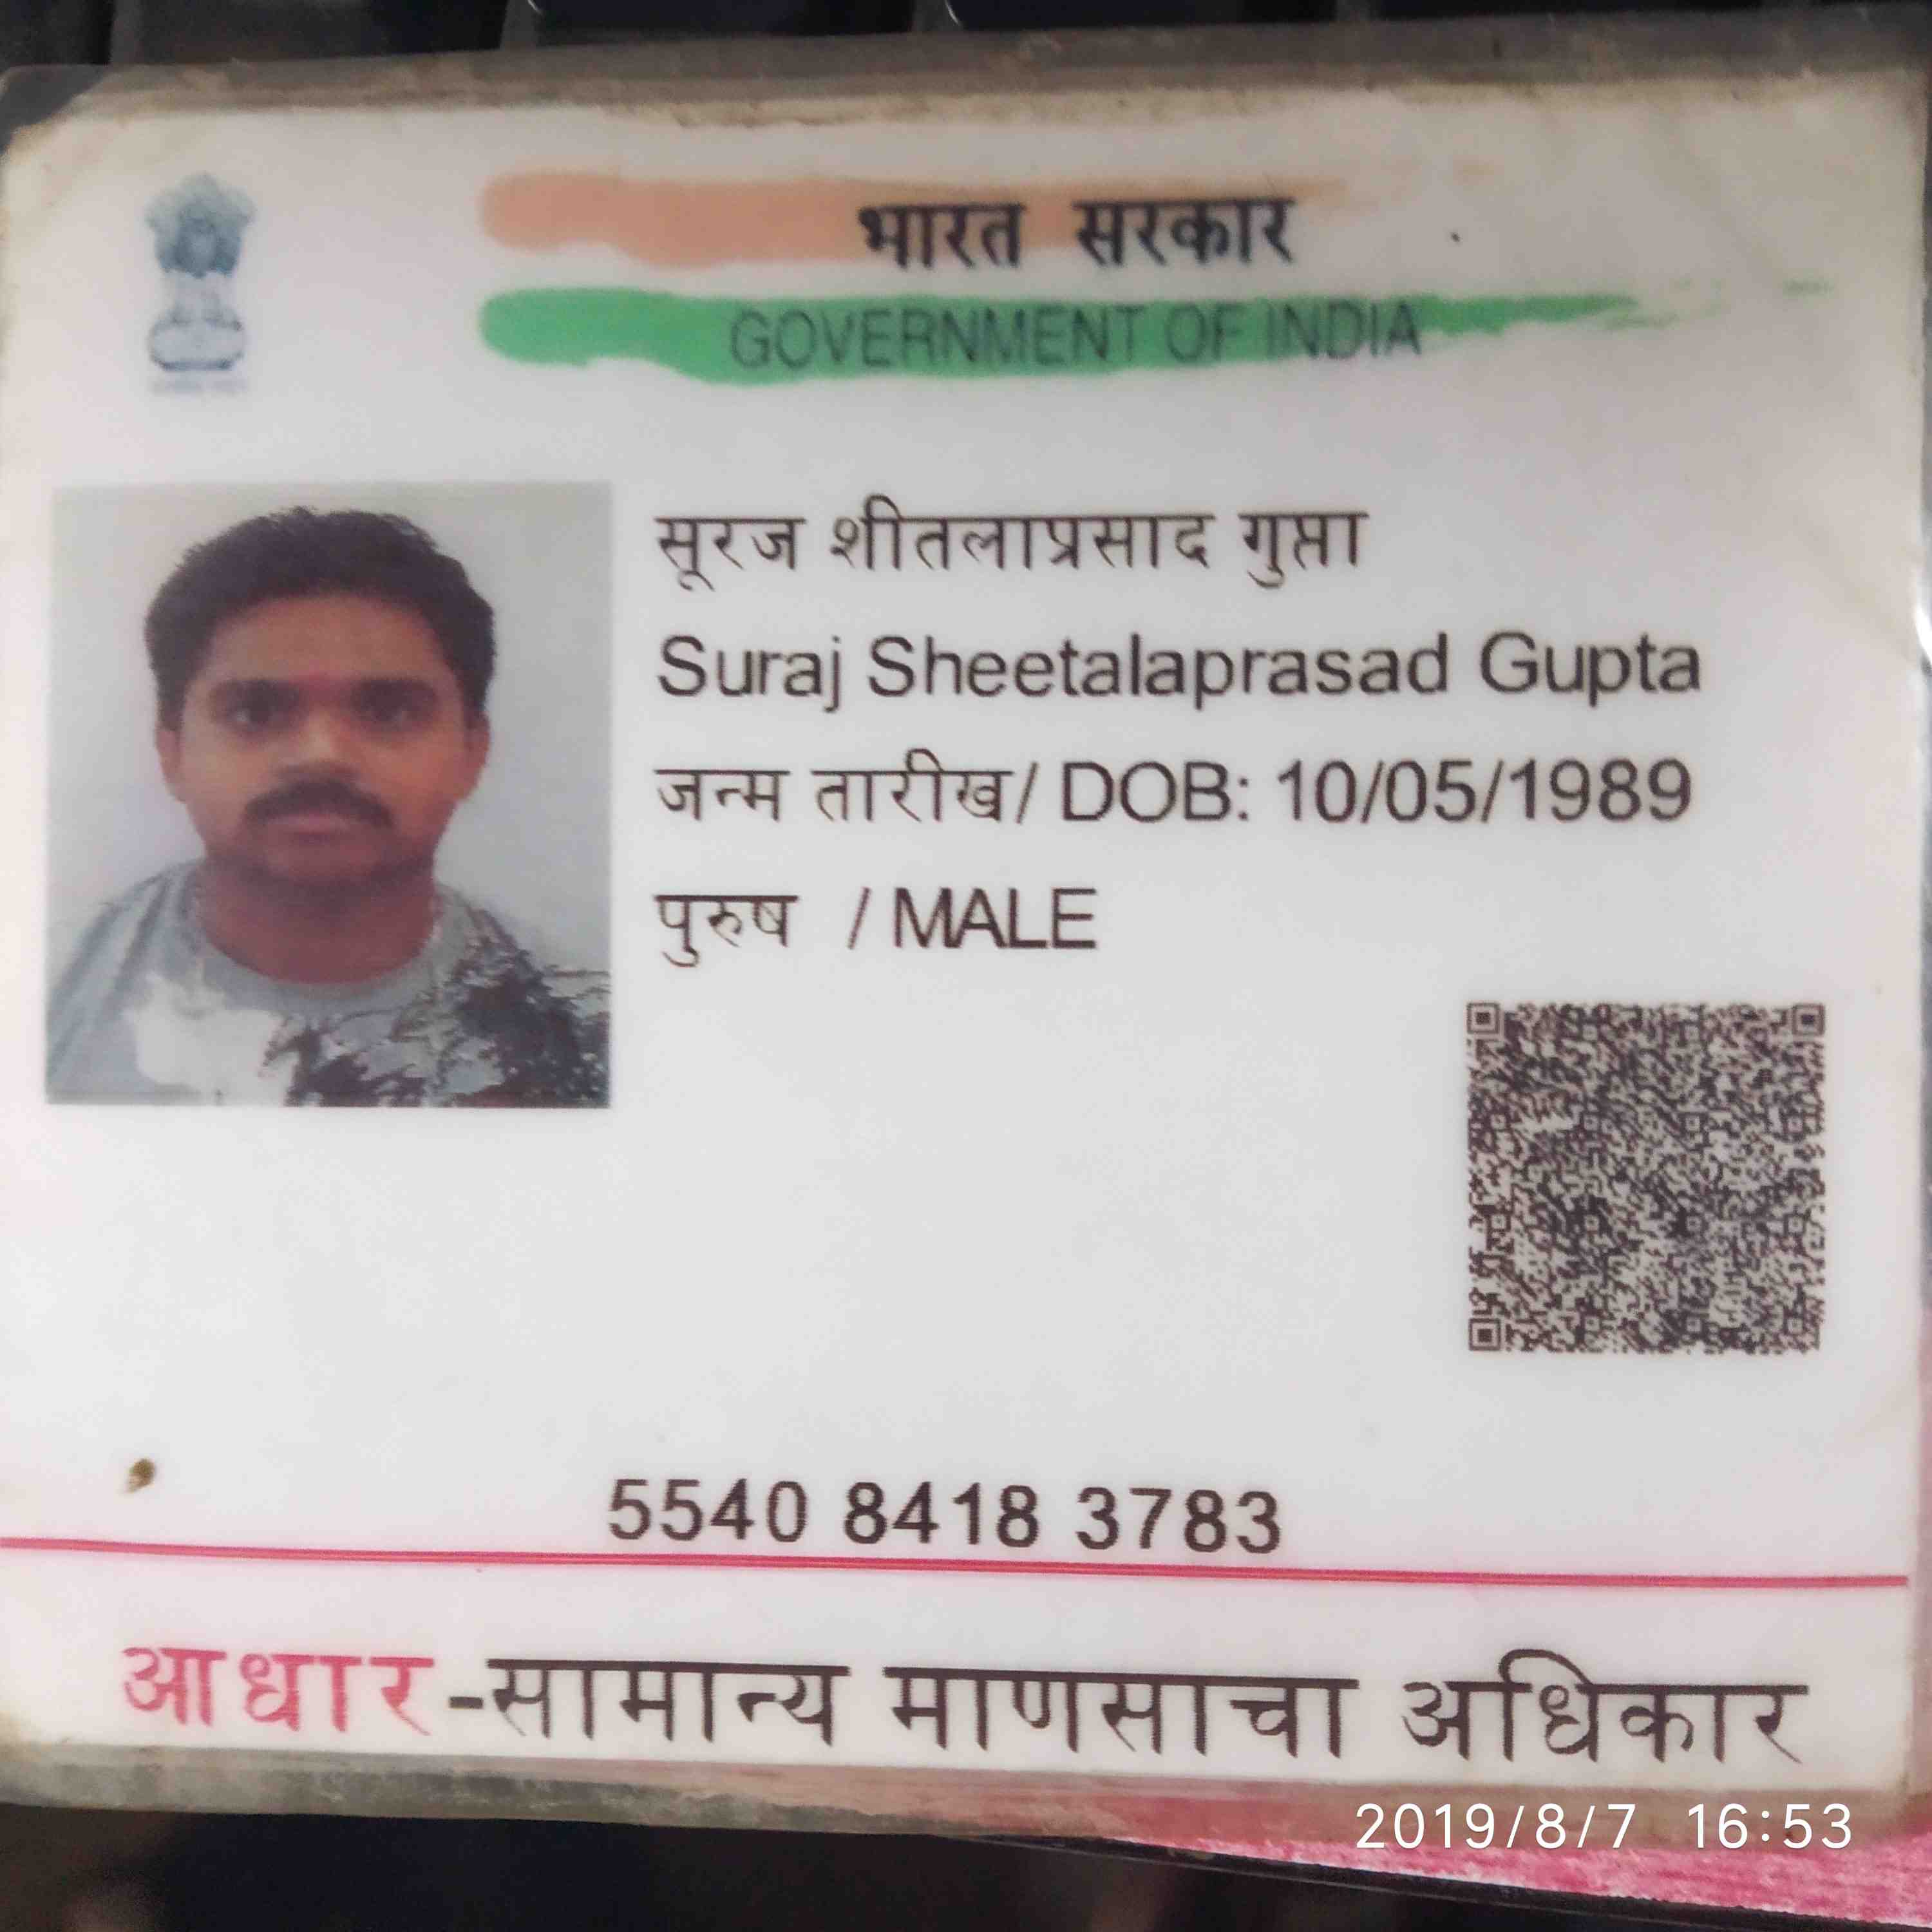 भारत सरकार
GOVERNMENT OF INDIA
सूरज शीतलाप्रसाद गुप्ता
Suraj Sheetalaprasad Gupta
जन्म तारीख/ DOB: 10/05/1989
पुरुष / MALE
5540 8418 3783
आधार-सामान्य माणसाचा अधिकार
2019/8/7 16:53